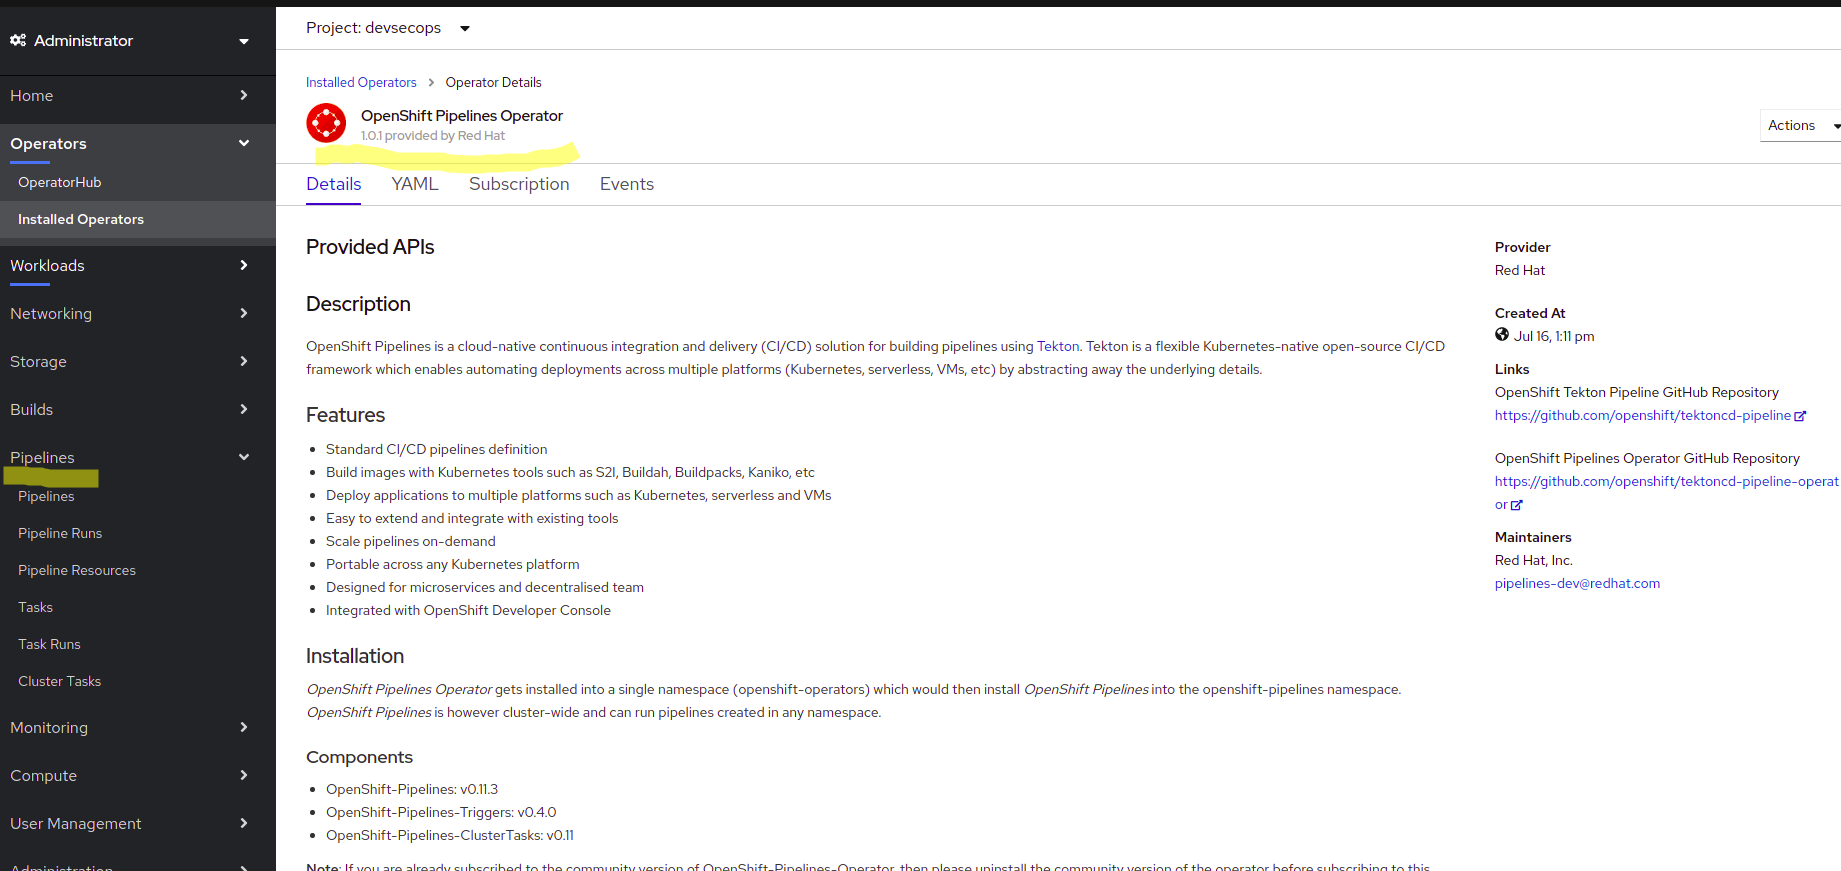 Administrator
Home
Operators
OperatorHub
Installed Operators
Workloads
Networking
Storage
Builds
Pipelines
Pipelines
Pipeline Runs
Pipeline Resources
Tasks
Task Runs
Cluster Tasks
Monitoring
Compute
User Management
Administration
Project: devsecops
Installed Operators > Operator Details
OpenShift Pipelines Operator
1.0.1 provided by Red Hat
Actions
Details YAML Subscription Events
Provided APIs
Description
OpenShift Pipelines is a cloud-native continuous integration and delivery (CI/CD) solution for building pipelines using Tekton. Tekton is a flexible Kubernetes-native open-source CI/CD
framework which enables automating deployments across multiple platforms (Kubernetes, serverless, VMs, etc) by abstracting away the underlying details.
Features
• Standard CI/CD pipelines definition
• Build images with Kubernetes tools such as S2I, Buildah, Buildpacks, Kaniko, etc
• Deploy applications to multiple platforms such as Kubernetes, serverless and VMs
• Easy to extend and integrate with existing tools
• Scale pipelines on-demand
• Portable across any Kubernetes platform
• Designed for microservices and decentralised team
• Integrated with OpenShift Developer Console
Installation
OpenShift Pipelines Operator gets installed into a single namespace (openshift-operators) which would then install OpenShift Pipelines into the openshift-pipelines namespace.
OpenShift Pipelines is however cluster-wide and can run pipelines created in any namespace.
Components
• OpenShift-Pipelines: v0.11.3
• OpenShift-Pipelines-Triggers: v0.4.0
• OpenShift-Pipelines-ClusterTasks: v0.11
Note: If you are already subscribed to the community version of OpenShift-Pipelines-Operator, then please uninstall the community version of the operator before subscribing to this
Provider
Red Hat
Created At
Jul 16, 1:11 pm
Links
OpenShift Tekton Pipeline GitHub Repository
https://github.com/openshift/tektoncd-pipeline
OpenShift Pipelines Operator GitHub Repository
https://github.com/openshift/tektoncd-pipeline-operat
or
Maintainers
Red Hat, Inc.
pipelines-dev@redhat.com